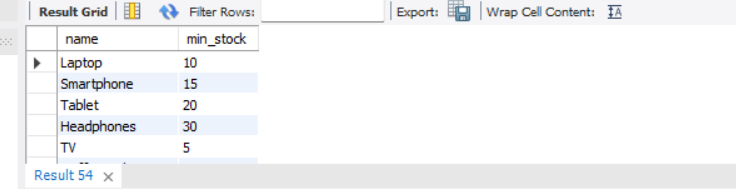 Result Grid Filter Rows: Export: Wrap Cell Content: IA
name min_stock
Laptop 10
Smartphone 15
Tablet 20
Headphones 30
TV 5
Result 54 ×